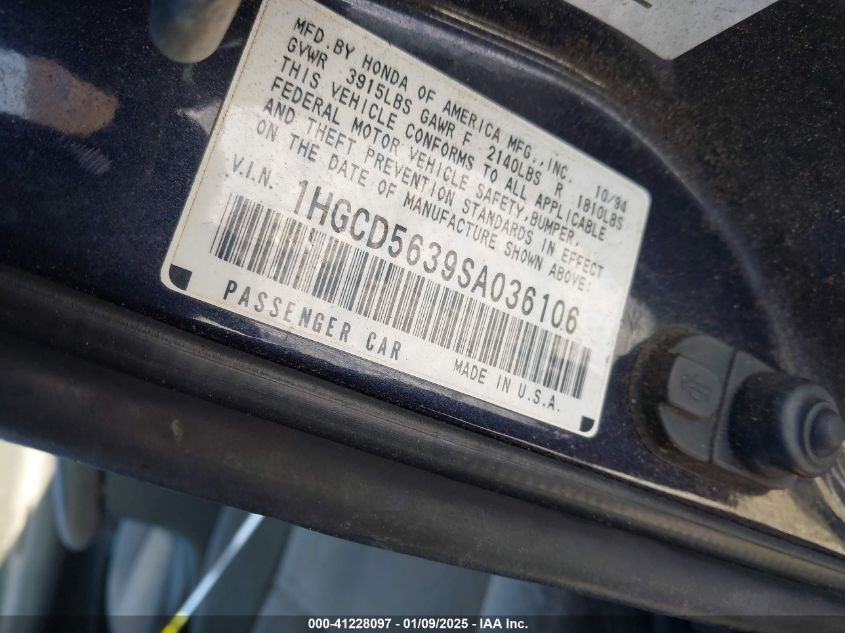 MFD. BY HONDA OF AMERICA MFG., INC. 10/94
GVWR 3915LBS GAWR F 2140LBS R 1810LBS
THIS VEHICLE CONFORMS TO ALL APPLICABLE
FEDERAL MOTOR VEHICLE SAFETY, BUMPER,
AND THEFT PREVENTION STANDARDS IN EFFECT
ON THE DATE OF MANUFACTURE SHOWN ABOVE:
V.I.N. 1HGCD5639SA036106
PASSENGER CAR MADE IN U.S.A.
000-41228097 | 01/09/2025 | © IAA Inc.